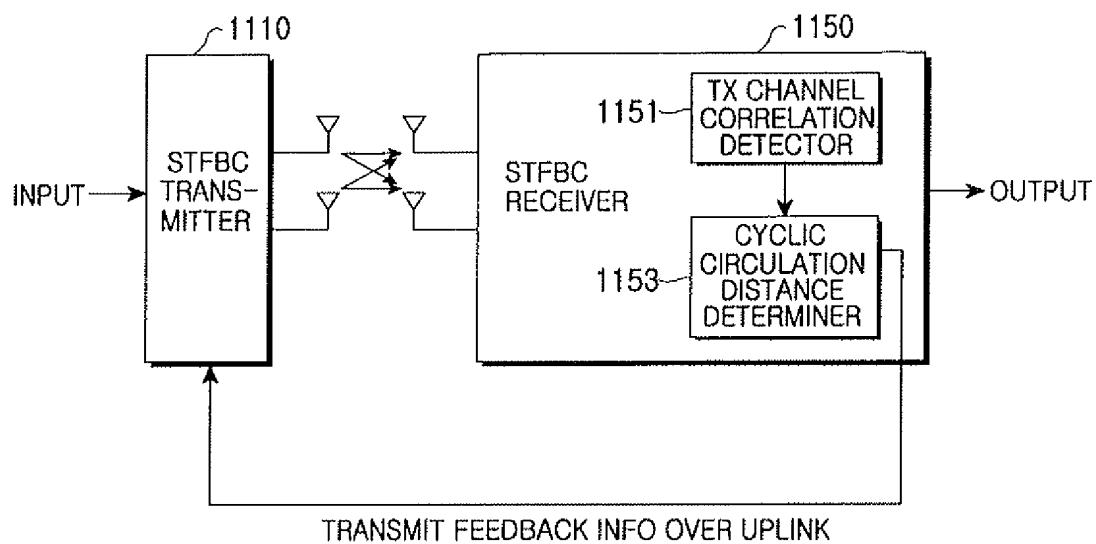 1110
STFBC
TRANS-
MITTER
INPUT
1150
STFBC
RECEIVER
1151
TX CHANNEL
CORRELATION
DETECTOR
1153
CYCLIC
CIRCULATION
DISTANCE
DETERMINER
OUTPUT
TRANSMIT FEEDBACK INFO OVER UPLINK